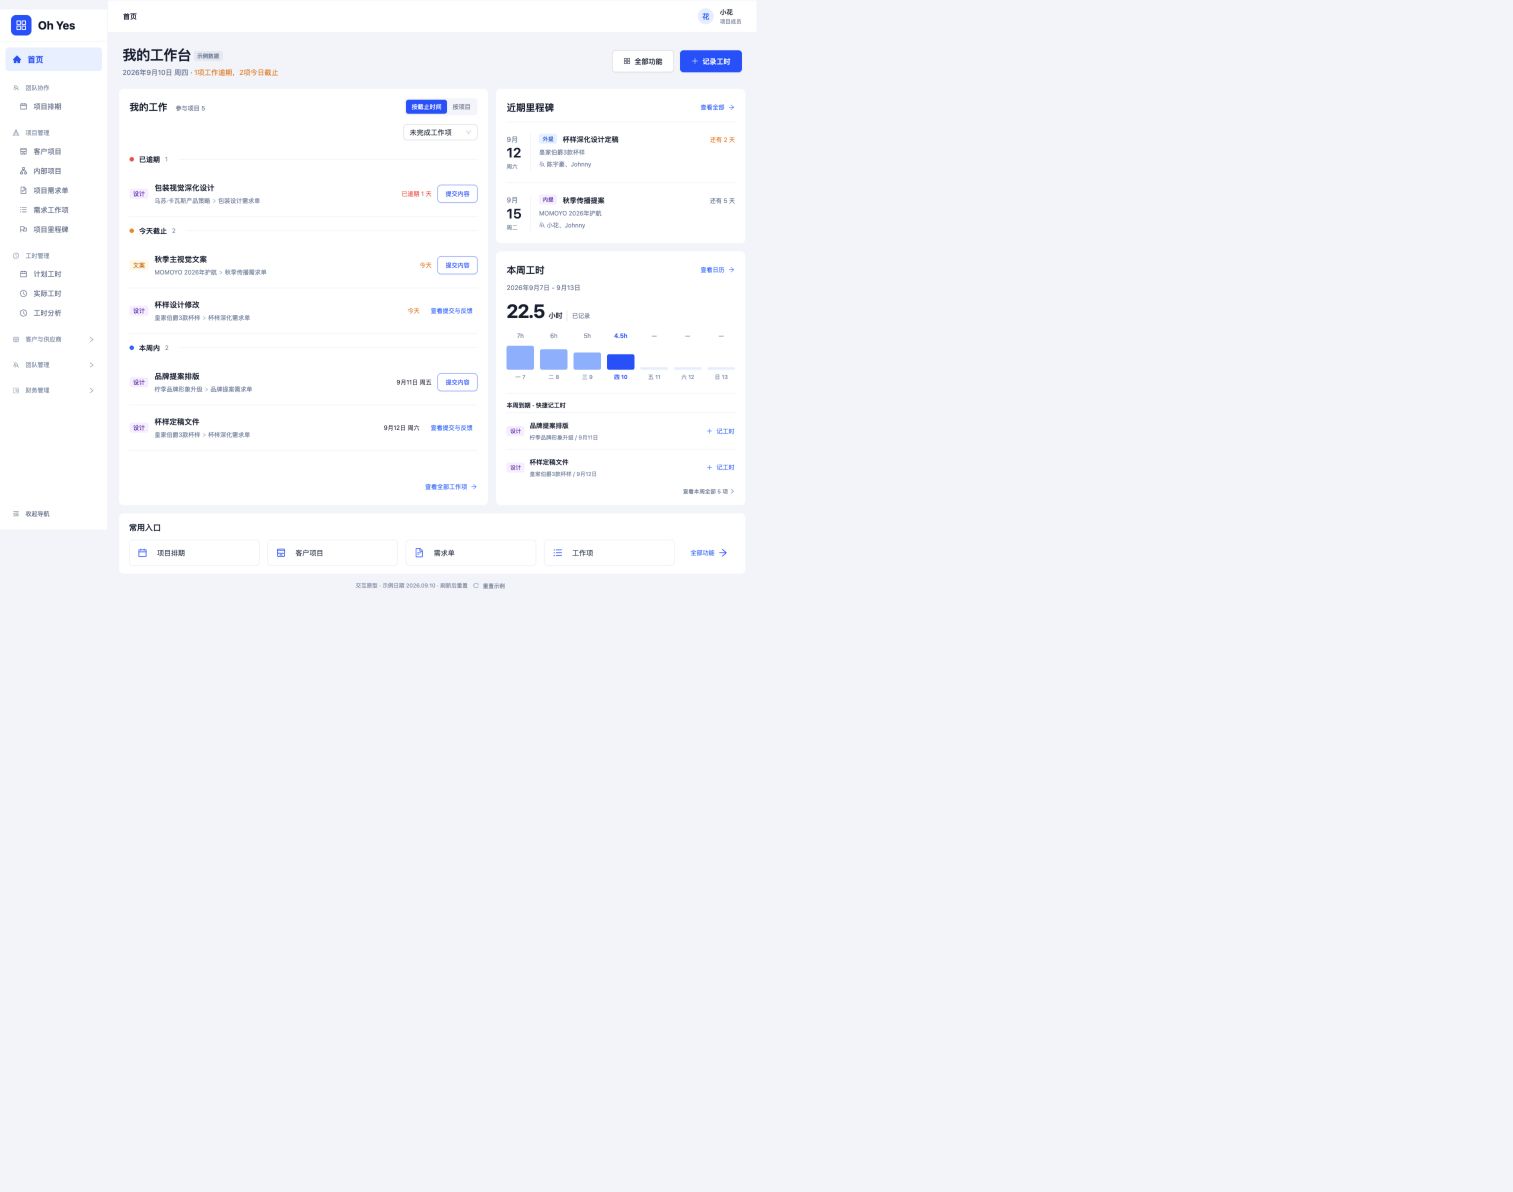 Oh Yes
首页
团队协作
项目排期
项目管理
客户项目
内部项目
项目需求单
需求工作项
项目里程碑
工时管理
计划工时
实际工时
工时分析
客户与供应商
团队管理
财务管理
收起导航
首页
花
小花
项目成员
我的工作台 示例数据
2026年9月10日 周四 · 1项工作逾期，2项今日截止
全部功能
记录工时
我的工作 参与项目 5
按截止时间 按项目
未完成工作项
已逾期 1
设计 包装视觉深化设计
马苏·卡瓦斯产品策略 > 包装设计需求单
已逾期 1 天 提交内容
今天截止 2
文案 秋季主视觉文案
MOMOYO 2026年护航 > 秋季传播需求单
今天 提交内容
设计 杯样设计修改
皇家伯爵3款杯样 > 杯样深化需求单
今天 查看提交与反馈
本周内 2
设计 品牌提案排版
柠季品牌形象升级 > 品牌提案需求单
9月11日 周五 提交内容
设计 杯样定稿文件
皇家伯爵3款杯样 > 杯样深化需求单
9月12日 周六 查看提交与反馈
查看全部工作项 →
近期里程碑
查看全部 →
9月
12
周六
外提 杯样深化设计定稿
还有 2 天
皇家伯爵3款杯样
Johnny
9月
15
周二
内提 秋季传播提案
还有 5 天
MOMOYO 2026年护航
小花、Johnny
本周工时
查看日历 →
2026年9月7日 - 9月13日
22.5 小时 已记录
7h 6h 5h 4.5h — — —
一 7 二 8 三 9 四 10 五 11 六 12 日 13
本周到期 · 快捷记工时
设计 品牌提案排版
柠季品牌形象升级 / 9月11日
+ 记工时
设计 杯样定稿文件
皇家伯爵3款杯样 / 9月12日
+ 记工时
查看本周全部 5 项 >
常用入口
项目排期
客户项目
需求单
工作项
全部功能 →
交互原型 · 示例日期 2026.09.10 · 刷新后重置 重置示例